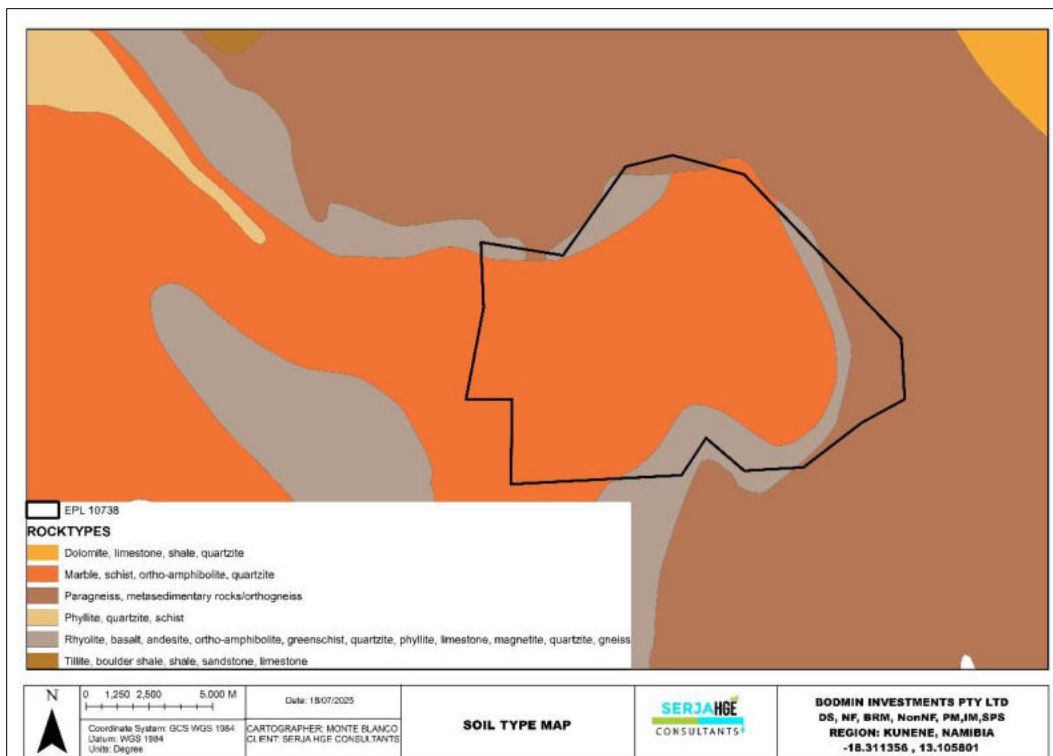 EPL 10738
ROCKTYPES
Dolomite, limestone, shale, quartzite
Marble, schist, ortho-amphibolite, quartzite
Paragneiss, metasedimentary rocks/orthogneiss
Phyllite, quartzite, schist
Rhyolite, basalt, andesite, ortho-amphibolite, greenschist, quartzite, phyllite, limestone, magnetite, quartzite, gneiss
Tillite, boulder shale, shale, sandstone, limestone
N
0 1,250 2,500 5,000 M
Coordinate System: GCS WGS 1984
Datum: WGS 1984
Units: Degree
Date: 18/07/2025
CARTOGRAPHER: MONTE BLANCO
CLIENT: SERJA HGE CONSULTANTS
SOIL TYPE MAP
SERJAHGE
CONSULTANTS
BODMIN INVESTMENTS PTY LTD
DS, NF, BRM, NonNF, PM,IM,SPS
REGION: KUNENE, NAMIBIA
-18.311356 , 13.105801